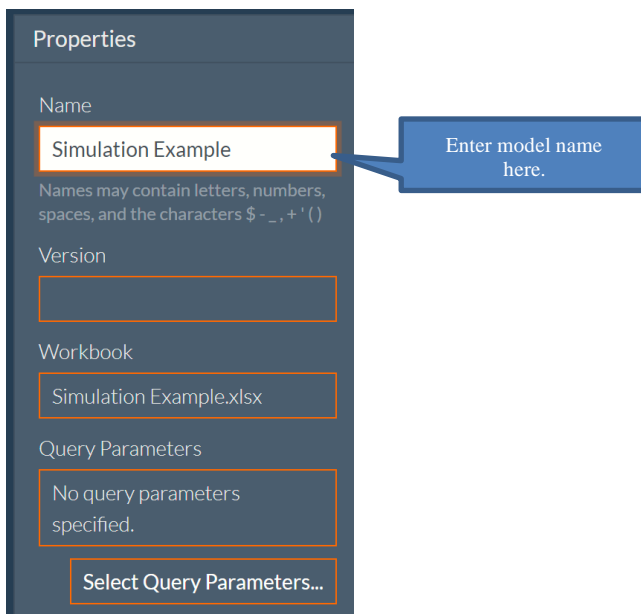 Properties
Name
Simulation Example
Enter model name
here.
Names may contain letters, numbers,
spaces, and the characters $ - _ , + ' ( )
Version
Workbook
Simulation Example.xlsx
Query Parameters
No query parameters
specified.
Select Query Parameters...